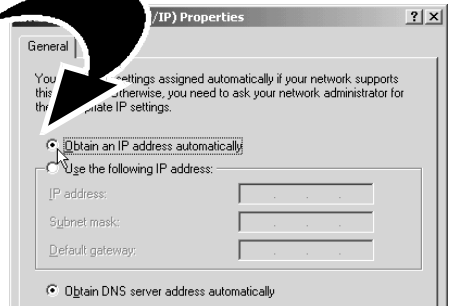 /IP) Properties
General
You settings assigned automatically if your network supports
this otherwise, you need to ask your network administrator for
the IP settings.
Obtain an IP address automatically
Use the following IP address:
IP address:
Subnet mask:
Default gateway:
Obtain DNS server address automatically